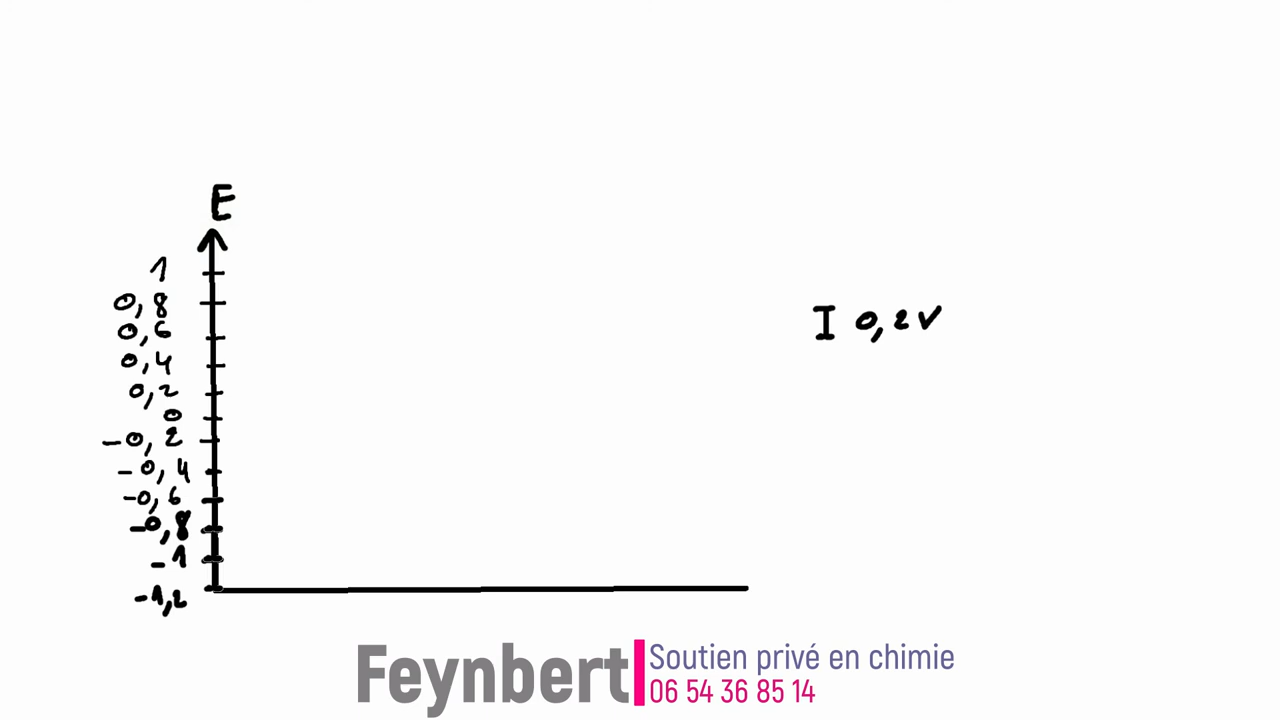 E
1
0,8
I 0,2V
0,6
0,4
0,2
0
-0,2
-0,4
-0,6
-0,8
-1
-1,2
Feynbert
Soutien privé en chimie
06 54 36 85 14